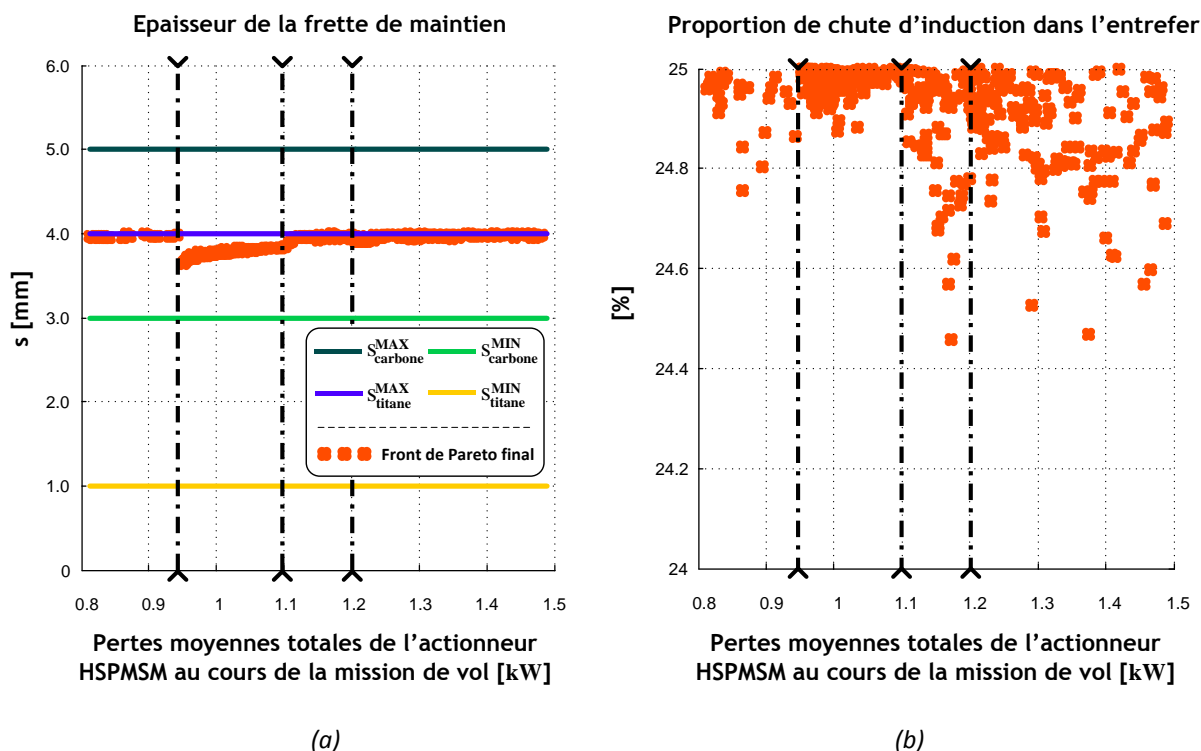 Epaisseur de la frette de maintien
6.0
5.0
4.0
3.0
2.0
1.0
0
s [mm]
S MAX carbone
S MIN carbone
S MAX titane
S MIN titane
Front de Pareto final
0.8 0.9 1 1.1 1.2 1.3 1.4 1.5
Pertes moyennes totales de l’actionneur
HSPMSM au cours de la mission de vol [kW]
(a)
Proportion de chute d’induction dans l’entrefer
25
24.8
24.6
24.4
24.2
24
[%]
0.8 0.9 1 1.1 1.2 1.3 1.4 1.5
Pertes moyennes totales de l’actionneur
HSPMSM au cours de la mission de vol [kW]
(b)